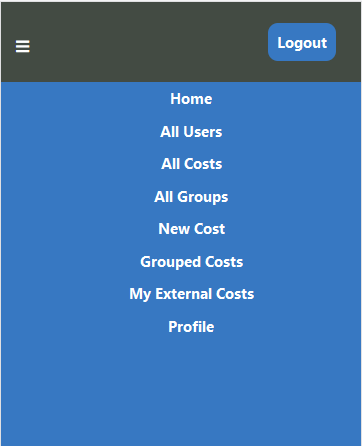 Logout
Home
All Users
All Costs
All Groups
New Cost
Grouped Costs
My External Costs
Profile